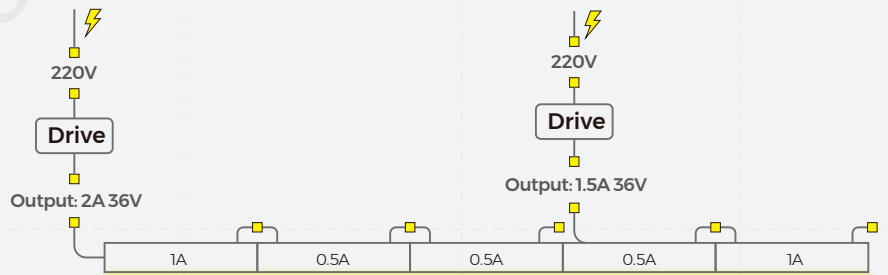 220V
Drive
Output: 2A 36V
220V
Drive
Output: 1.5A 36V
1A
0.5A
0.5A
0.5A
1A